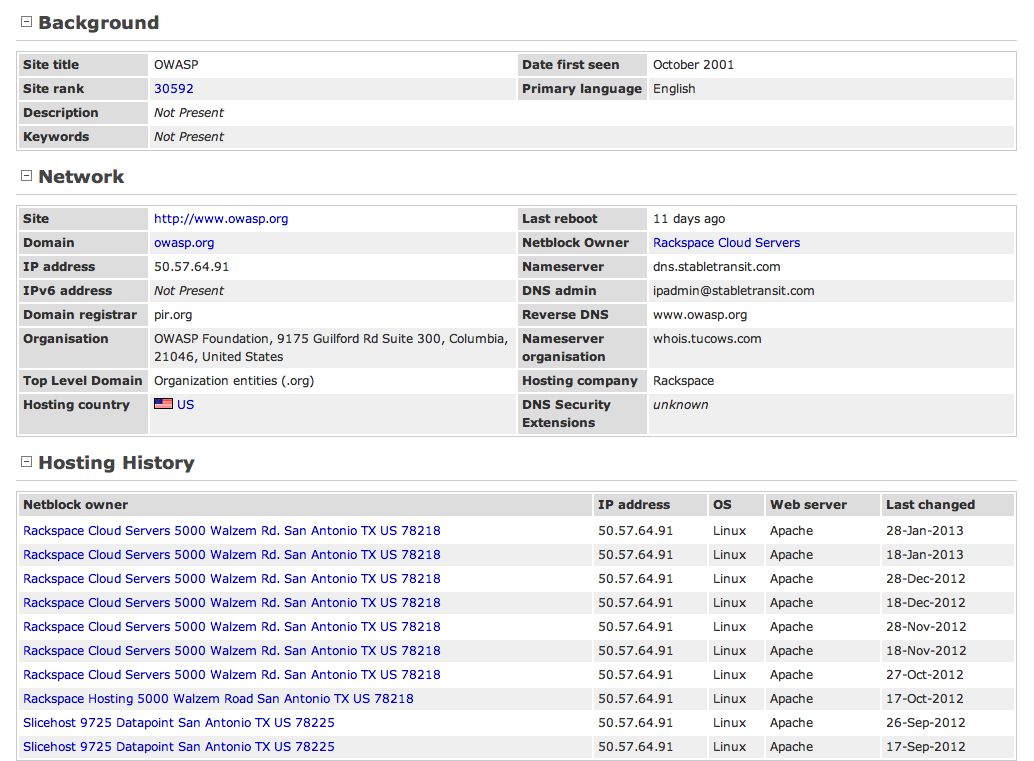 Background
Site title OWASP Date first seen October 2001
Site rank 30592 Primary language English
Description Not Present
Keywords Not Present
Network
Site http://www.owasp.org Last reboot 11 days ago
Domain owasp.org Netblock Owner Rackspace Cloud Servers
IP address 50.57.64.91 Nameserver dns.stabletransit.com
IPv6 address Not Present DNS admin ipadmin@stabletransit.com
Domain registrar pir.org Reverse DNS www.owasp.org
Organisation OWASP Foundation, 9175 Guilford Rd Suite 300, Columbia, Nameserver whois.tucows.com
21046, United States organisation
Top Level Domain Organization entities (.org) Hosting company Rackspace
Hosting country US DNS Security unknown
Extensions
Hosting History
Netblock owner IP address OS Web server Last changed
Rackspace Cloud Servers 5000 Walzem Rd. San Antonio TX US 78218 50.57.64.91 Linux Apache 28-Jan-2013
Rackspace Cloud Servers 5000 Walzem Rd. San Antonio TX US 78218 50.57.64.91 Linux Apache 18-Jan-2013
Rackspace Cloud Servers 5000 Walzem Rd. San Antonio TX US 78218 50.57.64.91 Linux Apache 28-Dec-2012
Rackspace Cloud Servers 5000 Walzem Rd. San Antonio TX US 78218 50.57.64.91 Linux Apache 18-Dec-2012
Rackspace Cloud Servers 5000 Walzem Rd. San Antonio TX US 78218 50.57.64.91 Linux Apache 28-Nov-2012
Rackspace Cloud Servers 5000 Walzem Rd. San Antonio TX US 78218 50.57.64.91 Linux Apache 18-Nov-2012
Rackspace Cloud Servers 5000 Walzem Rd. San Antonio TX US 78218 50.57.64.91 Linux Apache 27-Oct-2012
Rackspace Hosting 5000 Walzem Road San Antonio TX US 78218 50.57.64.91 Linux Apache 17-Oct-2012
Slicehost 9725 Datapoint San Antonio TX US 78225 50.57.64.91 Linux Apache 26-Sep-2012
Slicehost 9725 Datapoint San Antonio TX US 78225 50.57.64.91 Linux Apache 17-Sep-2012